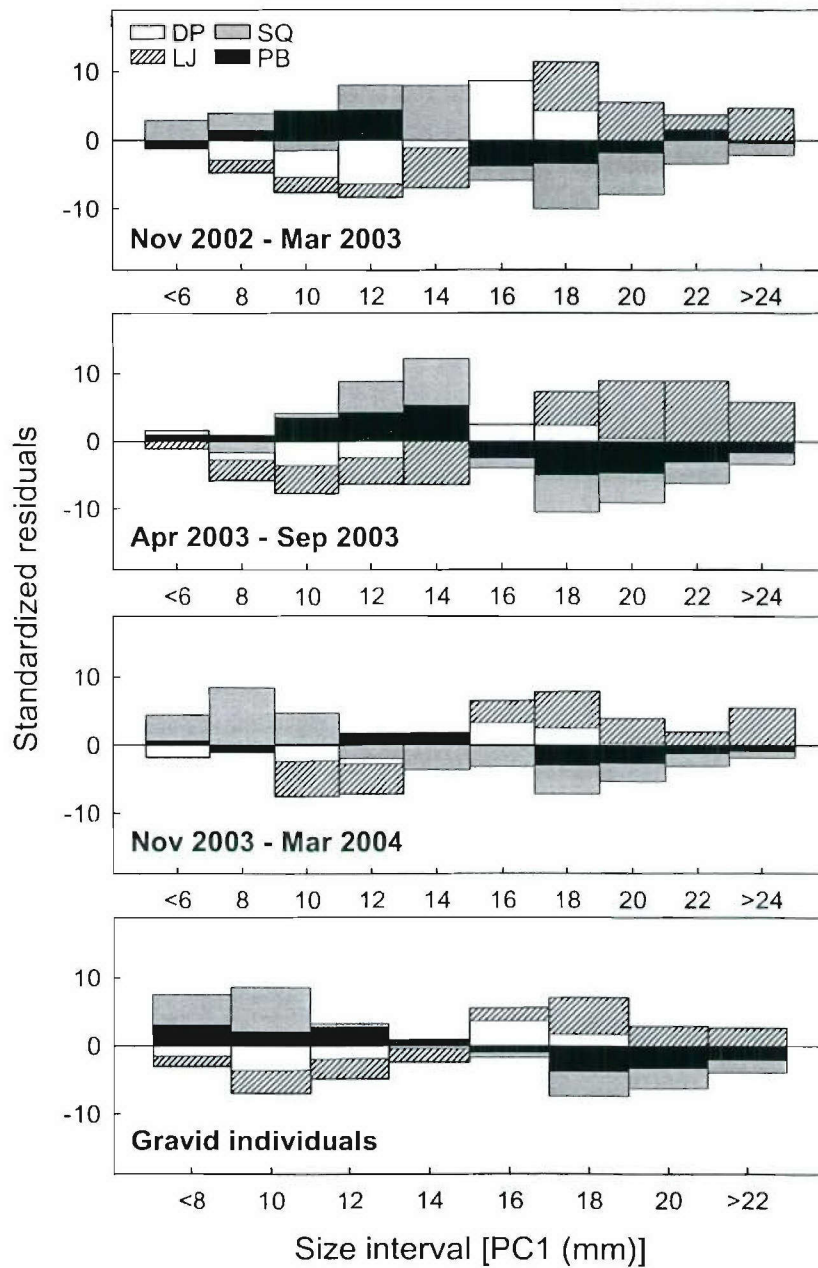 DP SQ
LJ PB
10
0
-10
Nov 2002 - Mar 2003
<6 8 10 12 14 16 18 20 22 >24
10
0
-10
Apr 2003 - Sep 2003
<6 8 10 12 14 16 18 20 22 >24
Standardized residuals
10
0
-10
Nov 2003 - Mar 2004
<6 8 10 12 14 16 18 20 22 >24
10
0
-10
Gravid individuals
<8 10 12 14 16 18 20 >22
Size interval [PC1 (mm)]